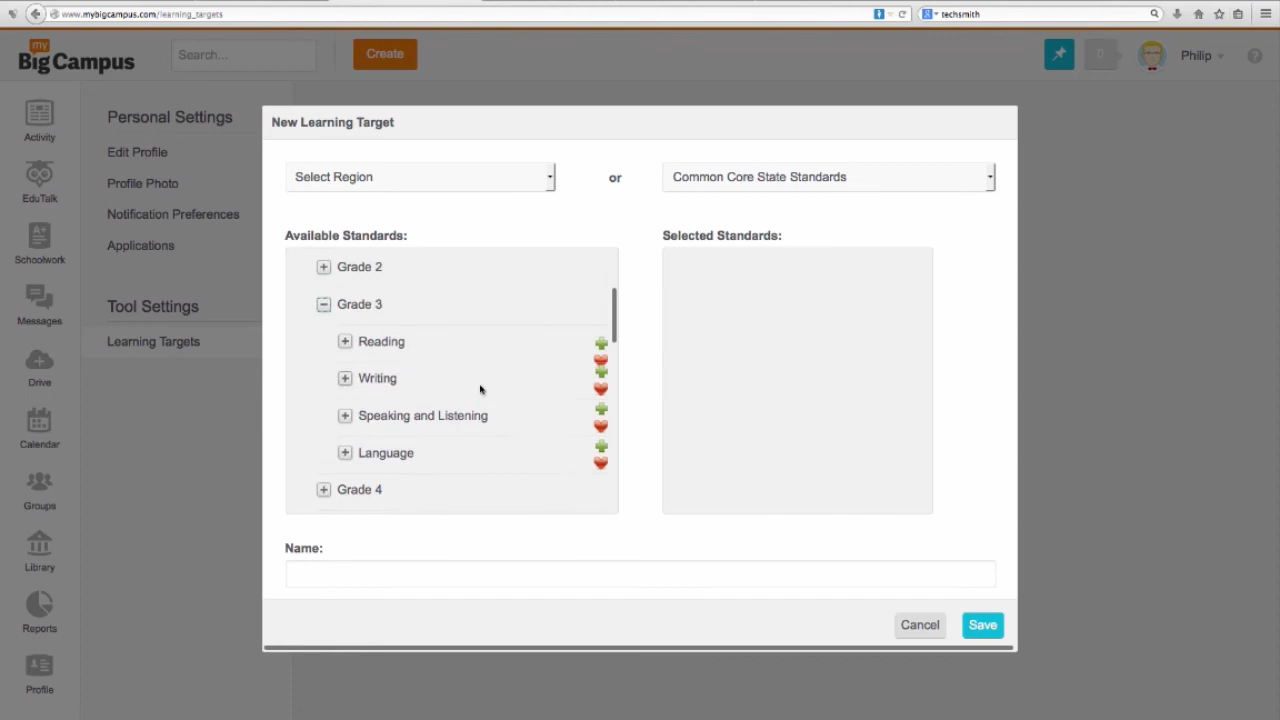 www.mybigcampus.com/learning_targets
techsmith
my
BigCampus
Search...
Create
0
Philip
?
Activity
EduTalk
Schoolwork
Messages
Drive
Calendar
Groups
Library
Reports
Profile
Personal Settings
Edit Profile
Profile Photo
Notification Preferences
Applications
Tool Settings
Learning Targets
New Learning Target
Select Region
or
Common Core State Standards
Available Standards:
Selected Standards:
Grade 2
Grade 3
Reading
Writing
Speaking and Listening
Language
Grade 4
Name:
Cancel
Save